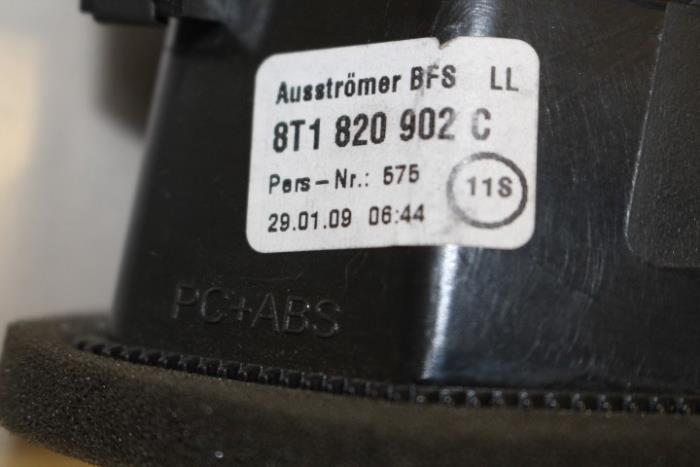 Ausströmer BFS LL
8T1 820 902 C
Pers-Nr.: 575
11S
29.01.09 06:44
PC+ABS